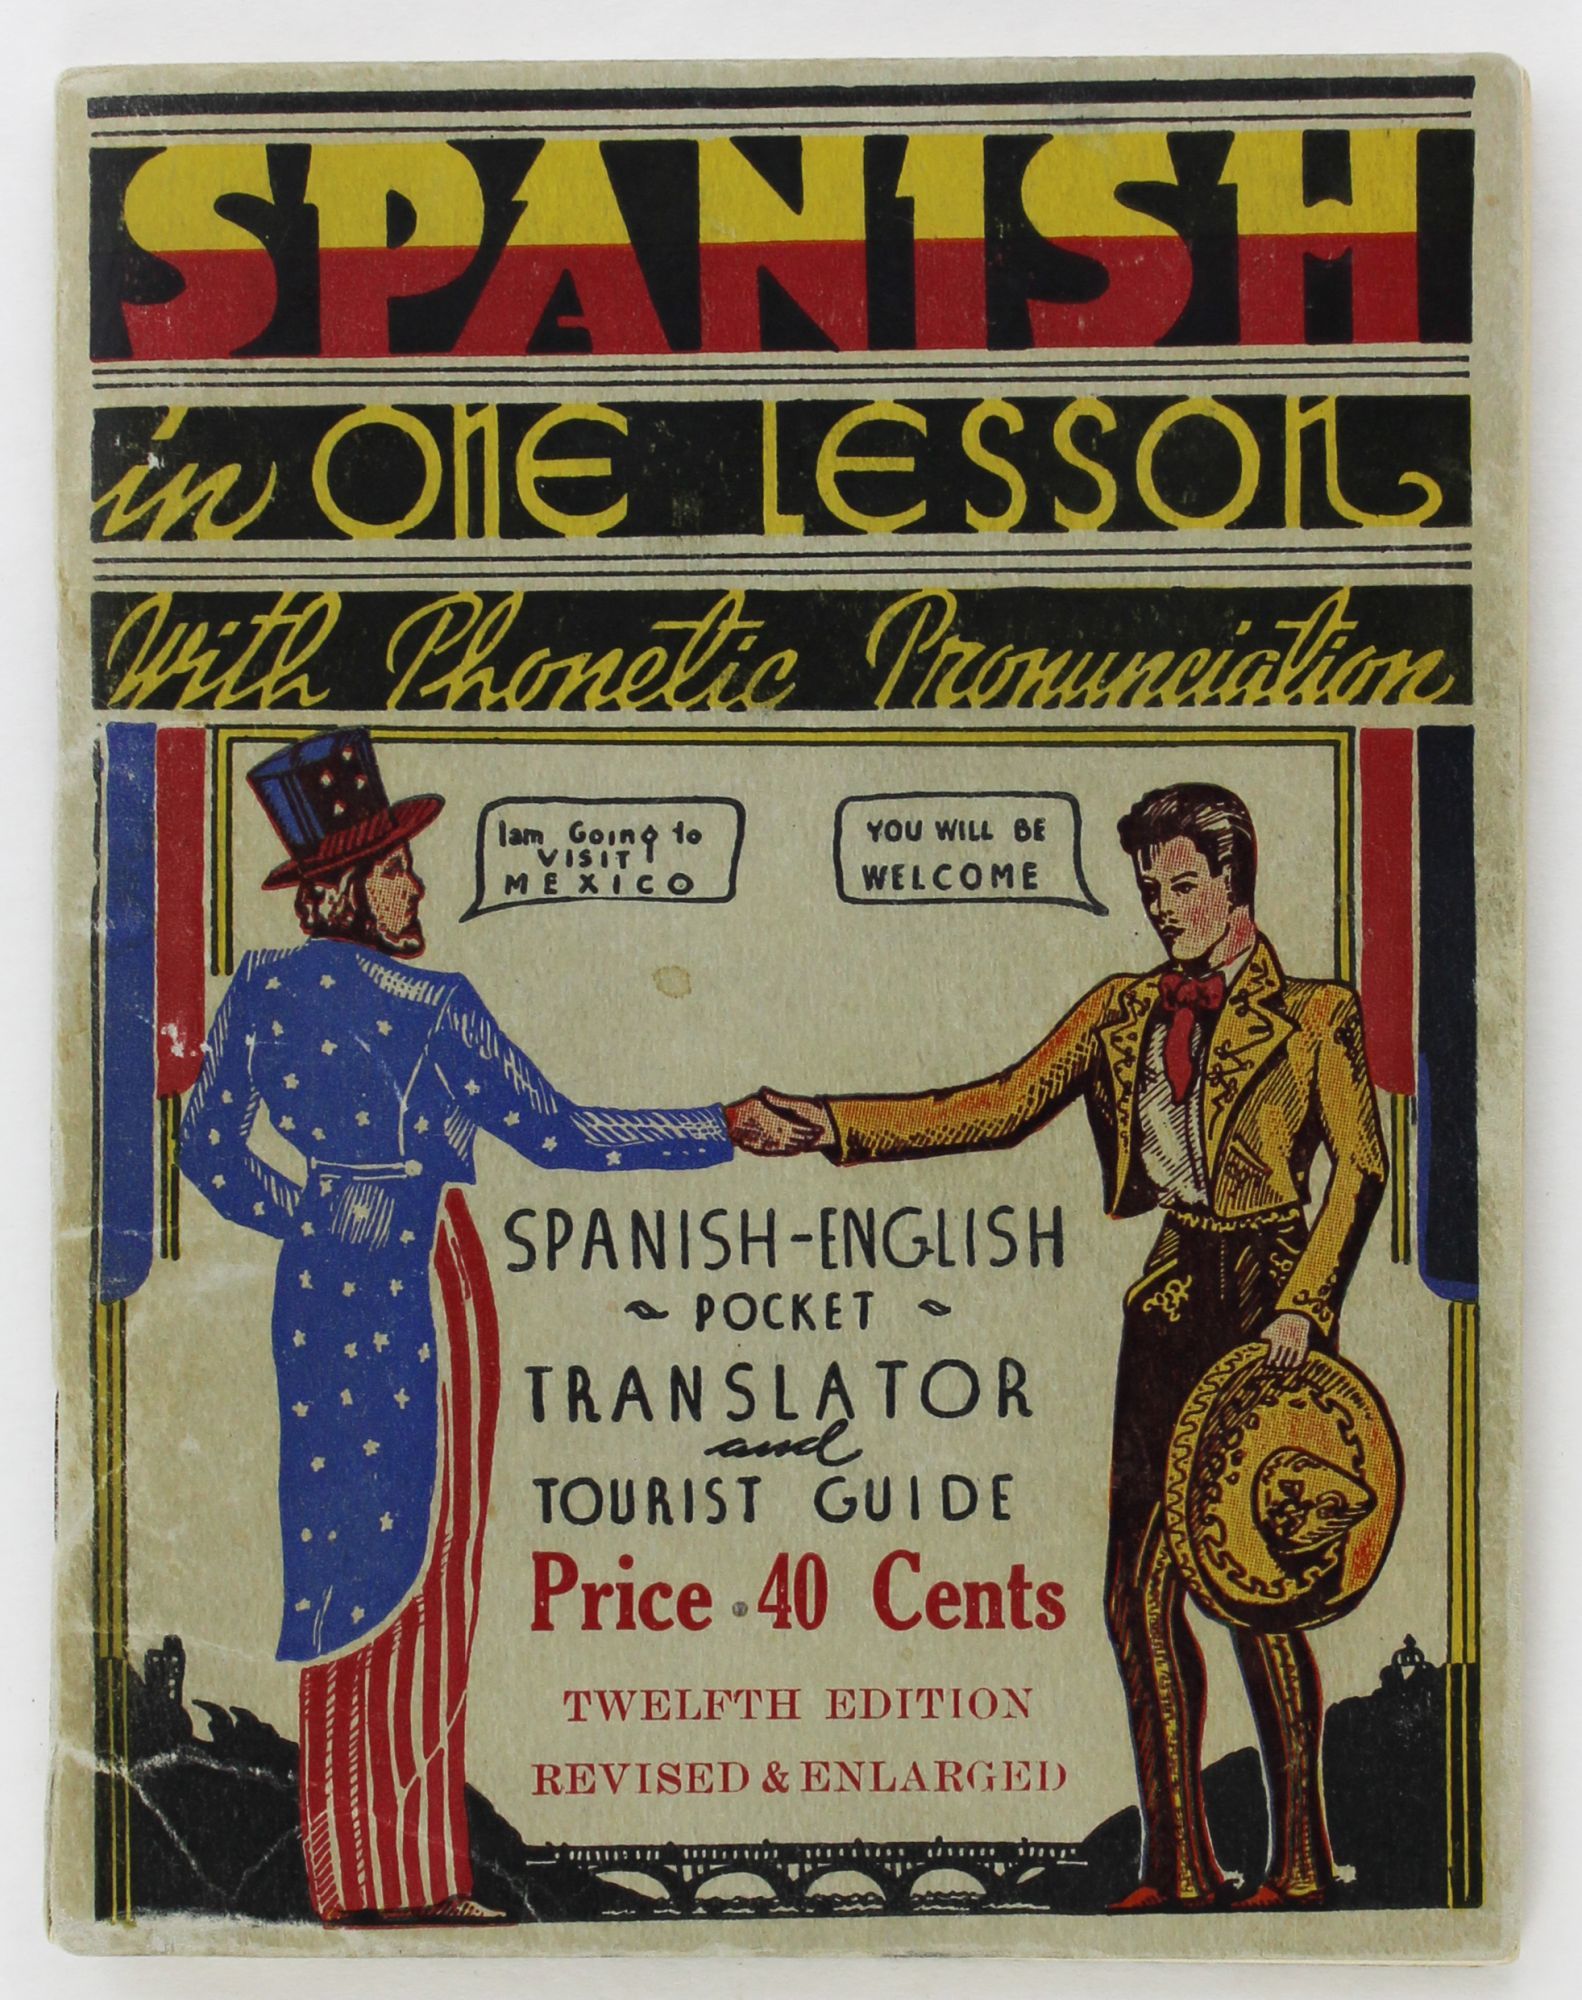 SPANISH
in ONE LESSON
With Phonetic Pronunciation
Iam Going to
VISIT
MEXICO
YOU WILL BE
WELCOME
SPANISH-ENGLISH
~ POCKET ~
TRANSLATOR
and
TOURIST GUIDE
Price 40 Cents
TWELFTH EDITION
REVISED & ENLARGED